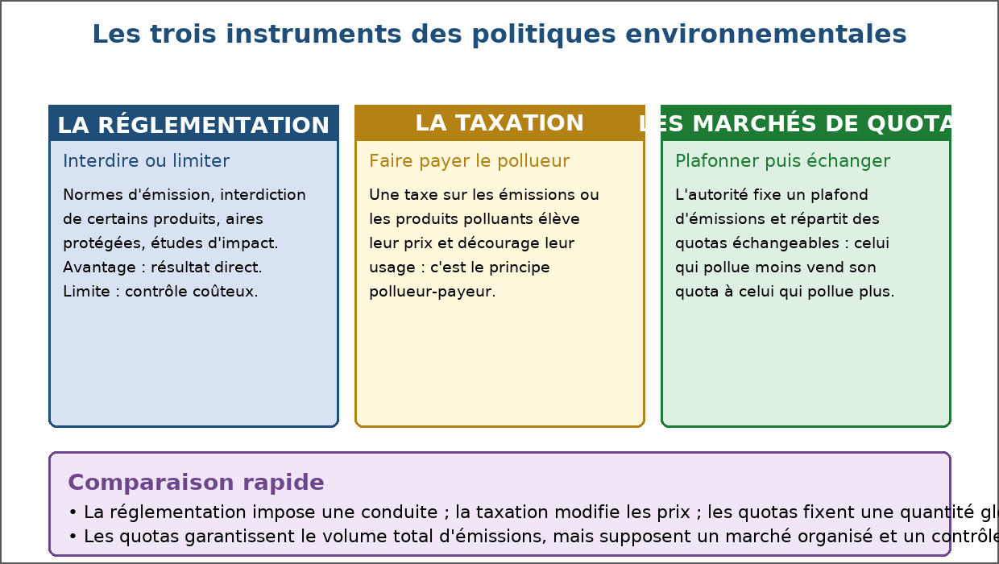 Les trois instruments des politiques environnementales
LA RÉGLEMENTATION
Interdire ou limiter
Normes d'émission, interdiction
de certains produits, aires
protégées, études d'impact.
Avantage : résultat direct.
Limite : contrôle coûteux.
LA TAXATION
Faire payer le pollueur
Une taxe sur les émissions ou
les produits polluants élève
leur prix et décourage leur
usage : c'est le principe
pollueur-payeur.
LES MARCHÉS DE QUOTA
Plafonner puis échanger
L'autorité fixe un plafond
d'émissions et répartit des
quotas échangeables : celui
qui pollue moins vend son
quota à celui qui pollue plus.
Comparaison rapide
• La réglementation impose une conduite ; la taxation modifie les prix ; les quotas fixent une quantité
• Les quotas garantissent le volume total d'émissions, mais supposent un marché organisé et un contrôle